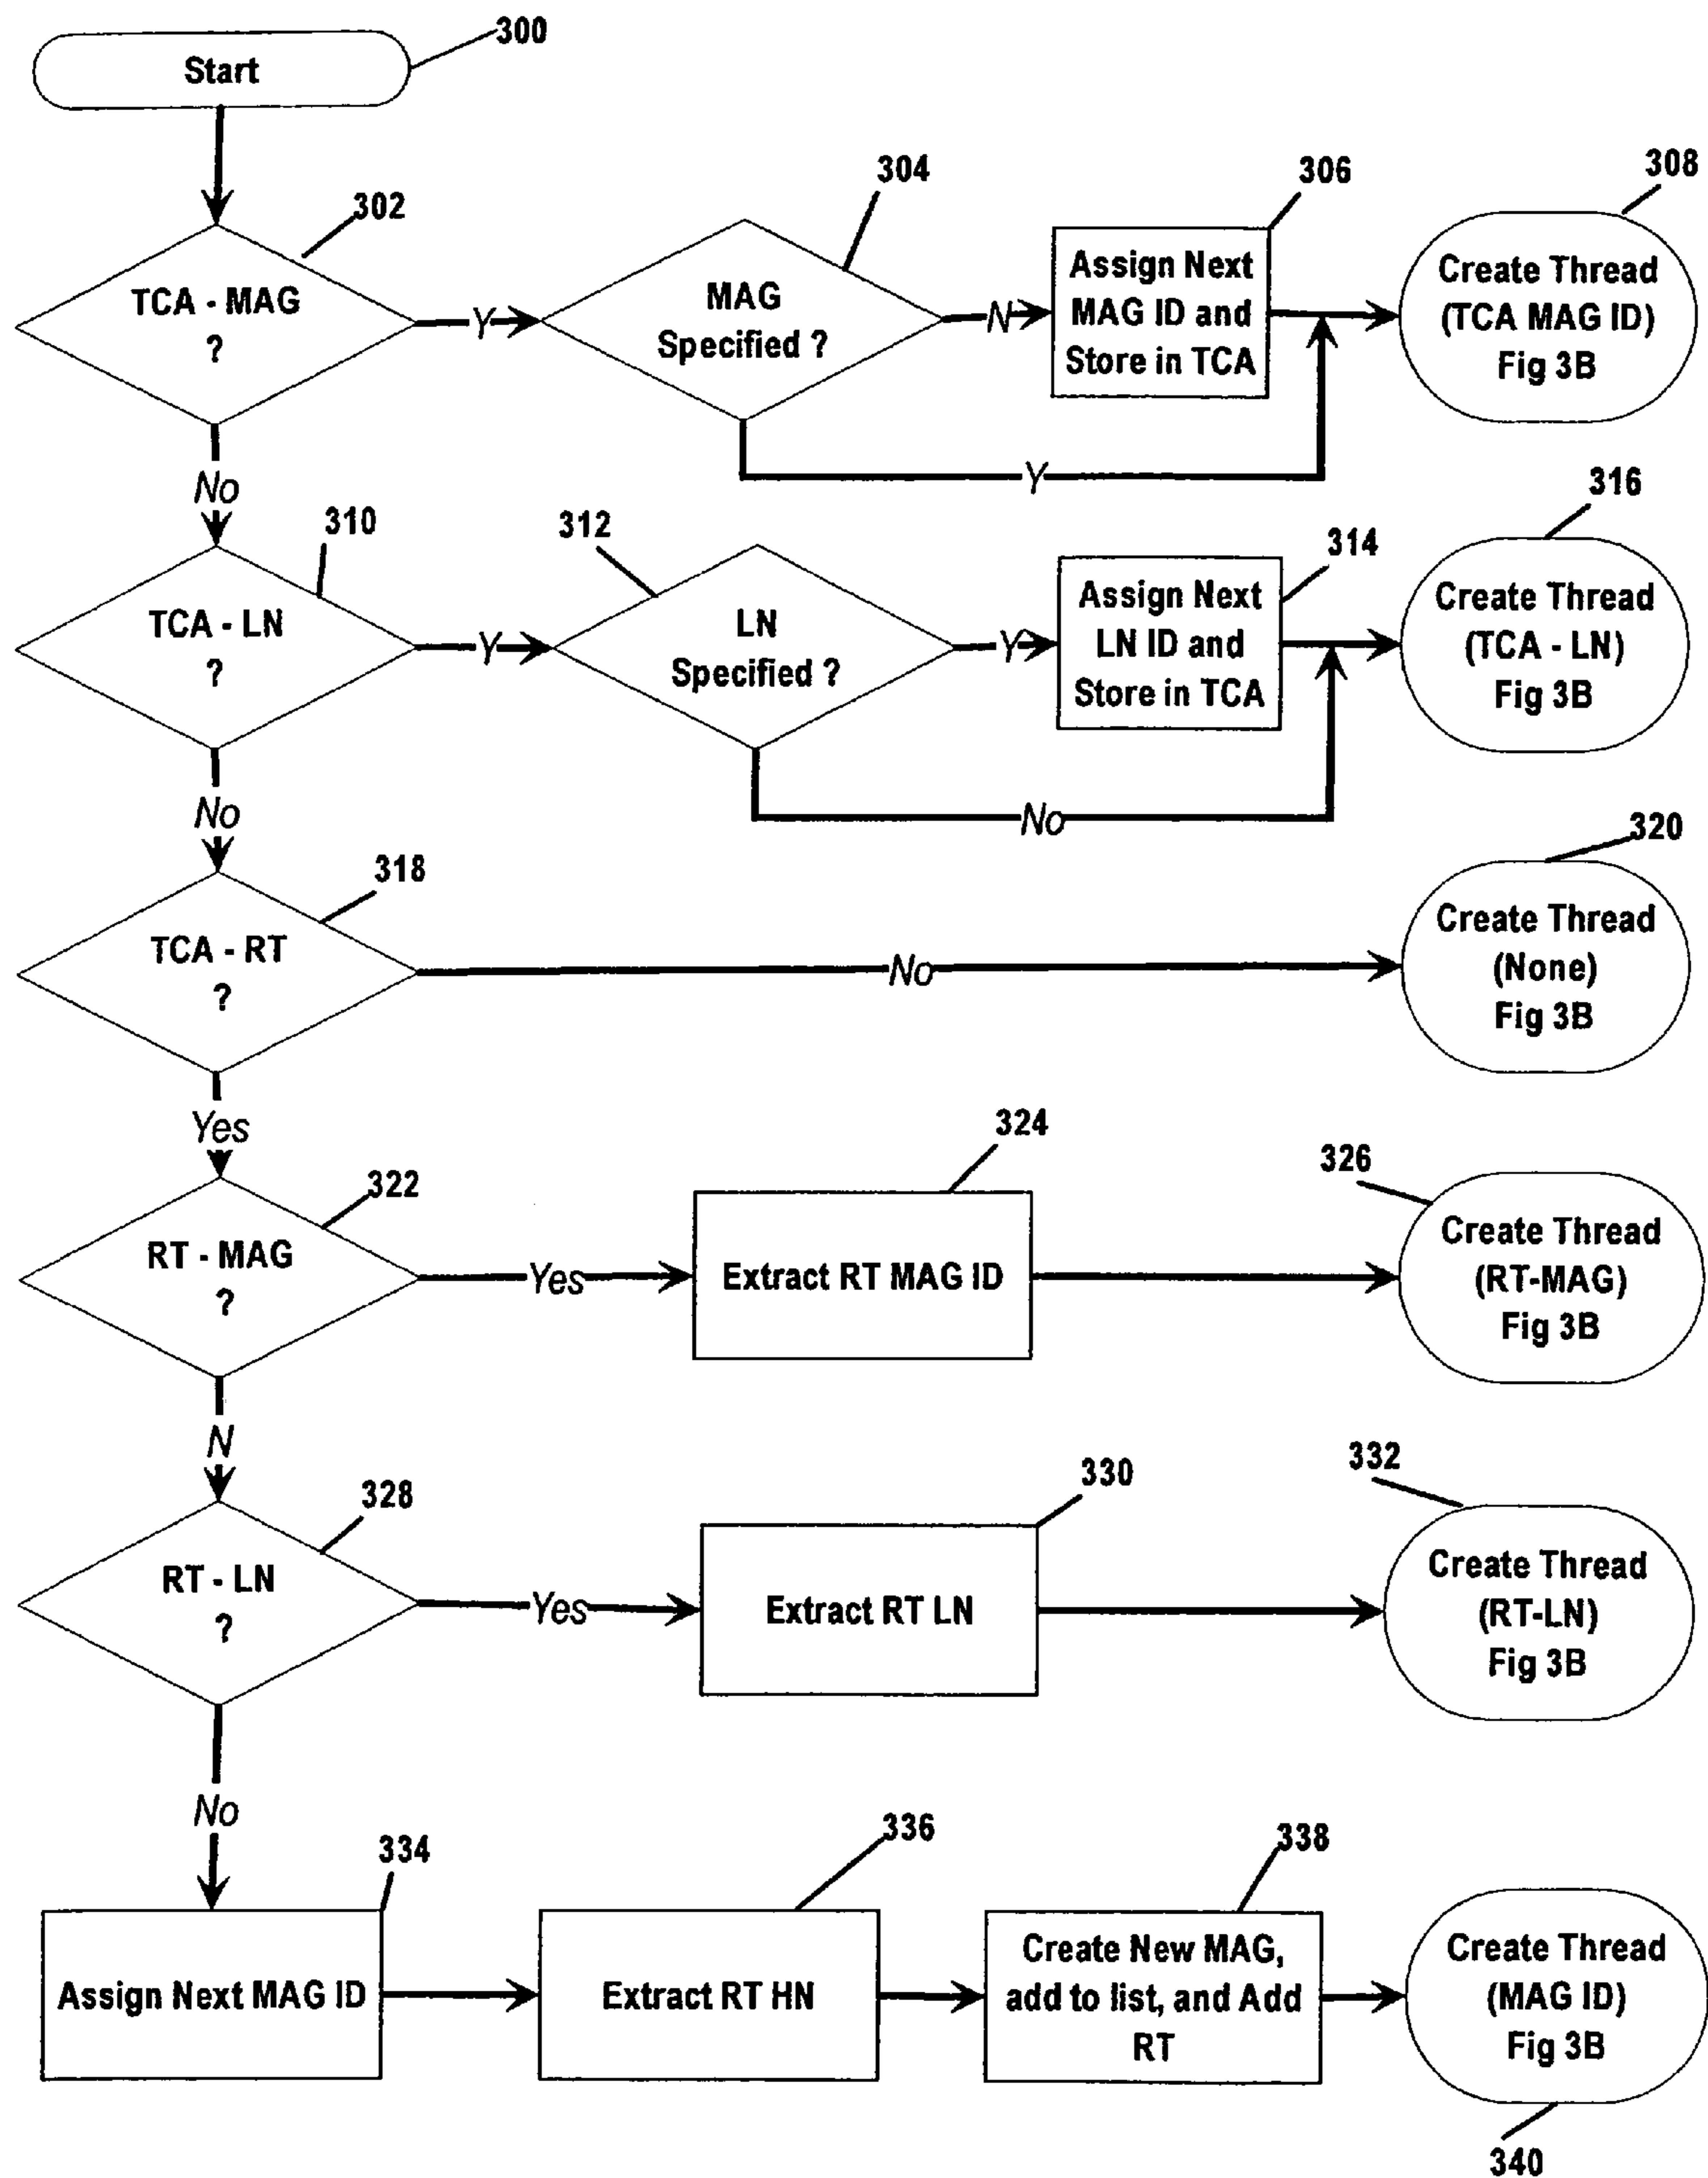 300
Start
302
304
306
308
TCA - MAG
?
Y
MAG
Specified ?
N
Assign Next
MAG ID and
Store in TCA
Create Thread
(TCA MAG ID)
Fig 3B
Y
No
310
312
314
316
TCA - LN
?
Y
LN
Specified ?
Y
Assign Next
LN ID and
Store in TCA
Create Thread
(TCA - LN)
Fig 3B
No
No
318
320
TCA - RT
?
No
Create Thread
(None)
Fig 3B
Yes
322
324
326
RT - MAG
?
Yes
Extract RT MAG ID
Create Thread
(RT-MAG)
Fig 3B
N
328
330
332
RT - LN
?
Yes
Extract RT LN
Create Thread
(RT-LN)
Fig 3B
No
334
336
338
Assign Next MAG ID
Extract RT HN
Create New MAG,
add to list, and Add
RT
Create Thread
(MAG ID)
Fig 3B
340